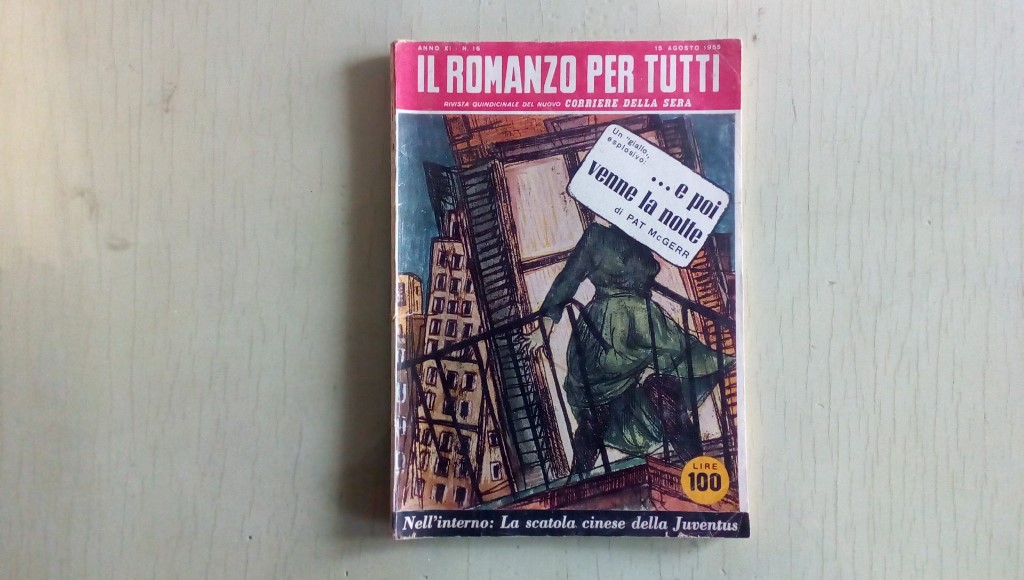 ANNO XI - N. 16 15 AGOSTO 1955
IL ROMANZO PER TUTTI
RIVISTA QUINDICINALE DEL NUOVO CORRIERE DELLA SERA
Un "giallo„
esplosivo:
...e poi
venne la notte
di PAT McGERR
LIRE
100
Nell'interno: La scatola cinese della Juventus